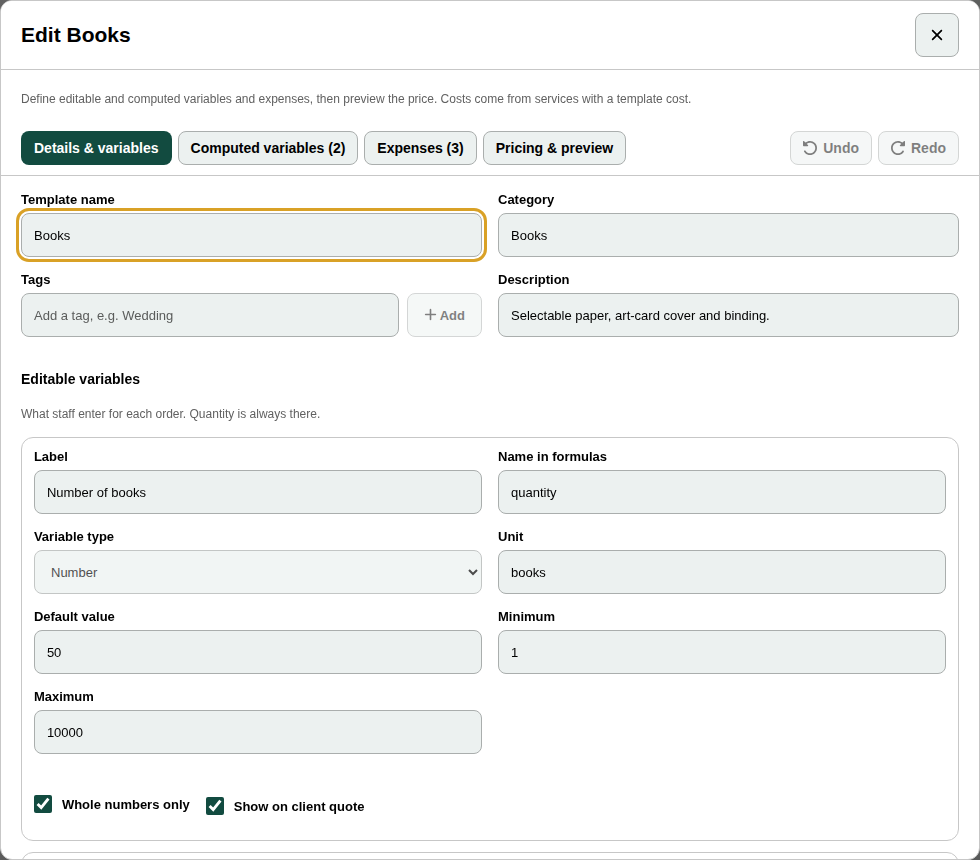 Edit Books
Define editable and computed variables and expenses, then preview the price. Costs come from services with a template cost.
Details & variables Computed variables (2) Expenses (3) Pricing & preview Undo Redo
Template name Category
Books Books
Tags Description
Add a tag, e.g. Wedding Add Selectable paper, art-card cover and binding.
Editable variables
What staff enter for each order. Quantity is always there.
Label Name in formulas
Number of books quantity
Variable type Unit
Number books
Default value Minimum
50 1
Maximum
10000
Whole numbers only Show on client quote